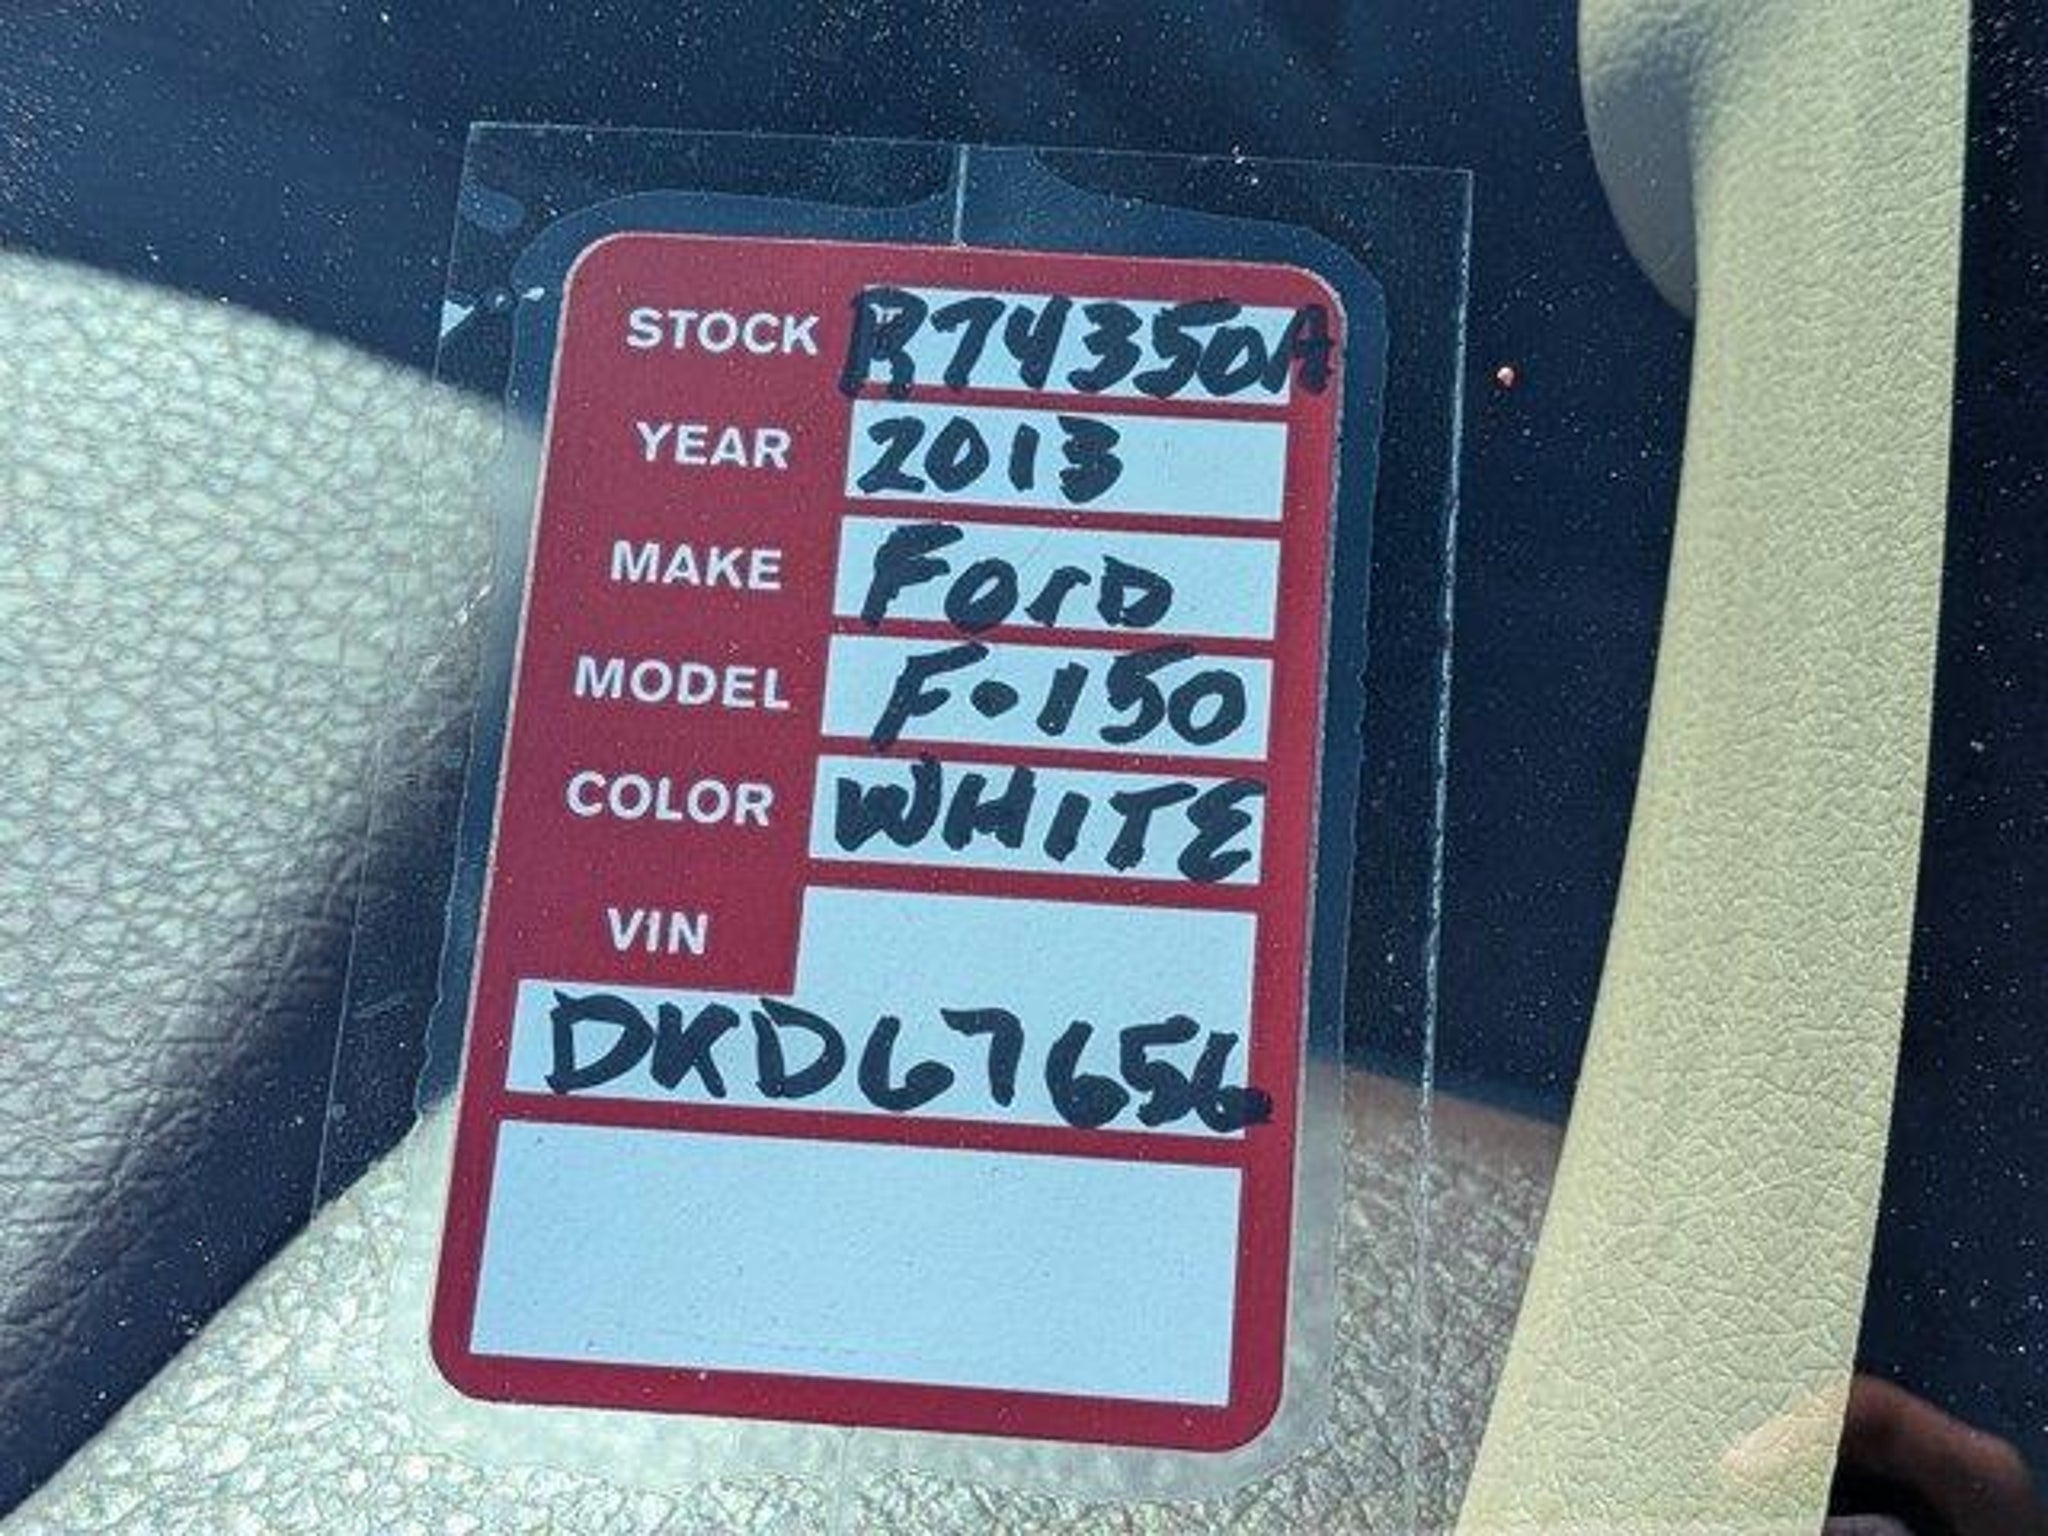 STOCK R74350A
YEAR 2013
MAKE FOrD
MODEL F-150
COLOR WHITE
VIN
DKD67656